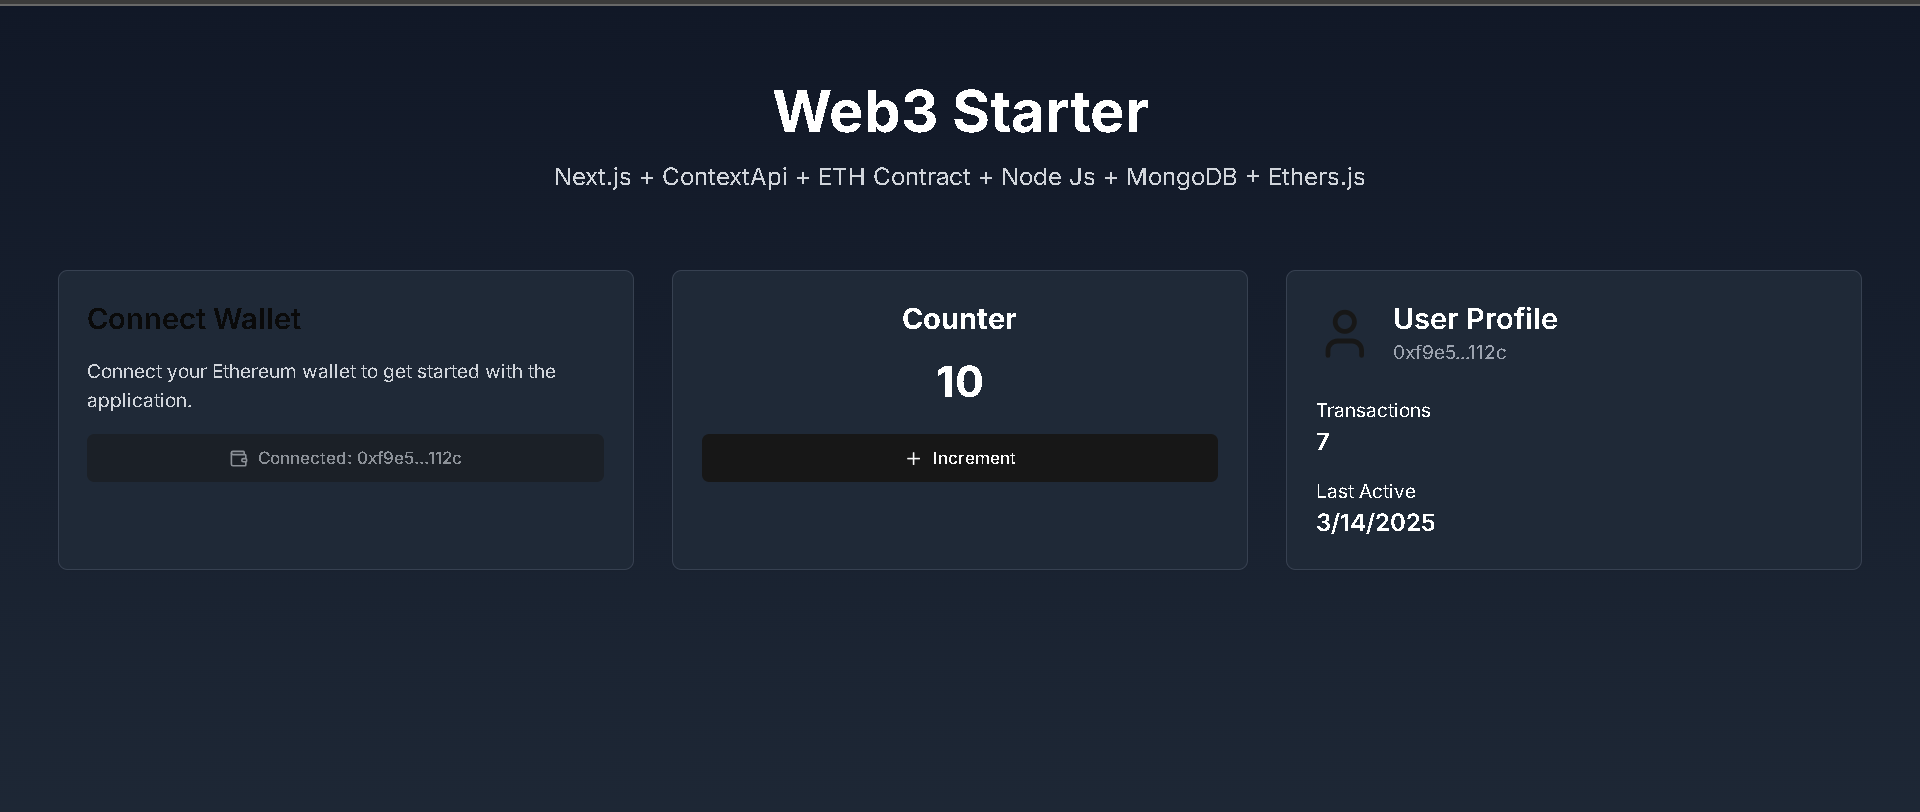 Web3 Starter
Next.js + ContextApi + ETH Contract + Node Js + MongoDB + Ethers.js
Connect Wallet
Connect your Ethereum wallet to get started with the
application.
Connected: 0xf9e5...112c
Counter
10
+ Increment
User Profile
0xf9e5...112c
Transactions
7
Last Active
3/14/2025